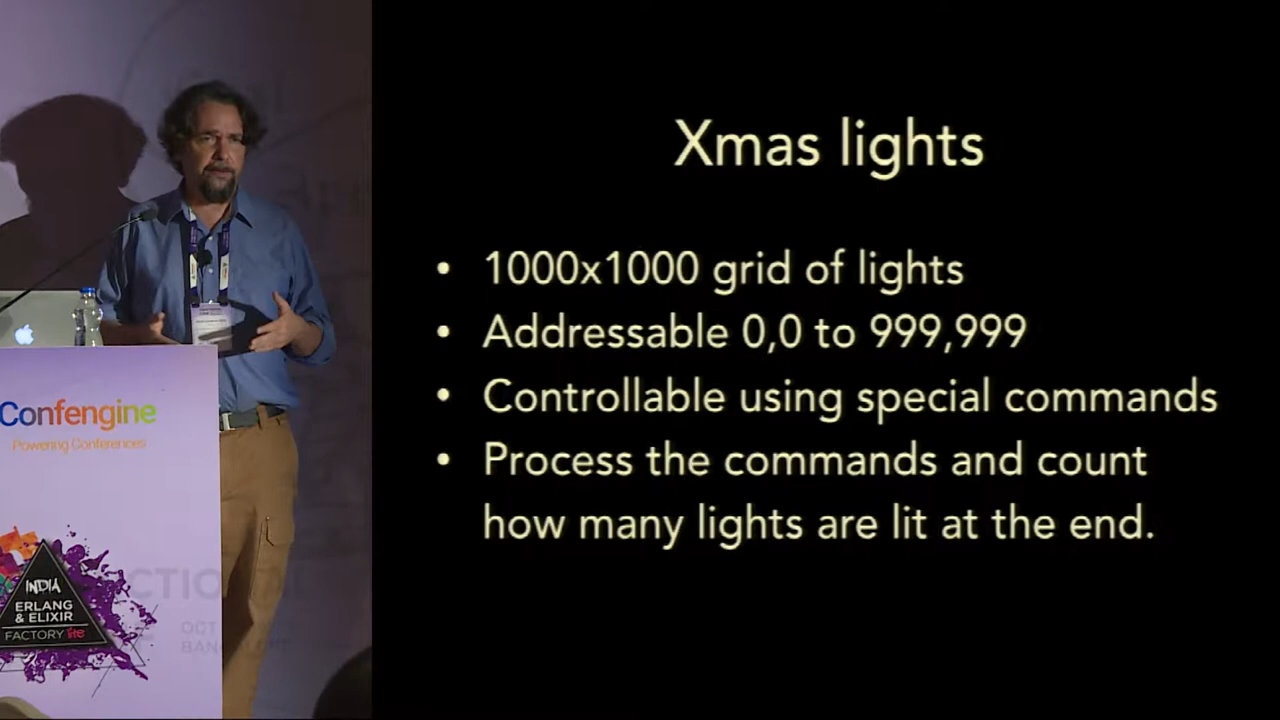 Xmas lights
• 1000x1000 grid of lights
• Addressable 0,0 to 999,999
• Controllable using special commands
• Process the commands and count
how many lights are lit at the end.
Confengine
Powering Conferences
INDIA
ERLANG
& ELIXIR
FACTORY lite
OCT